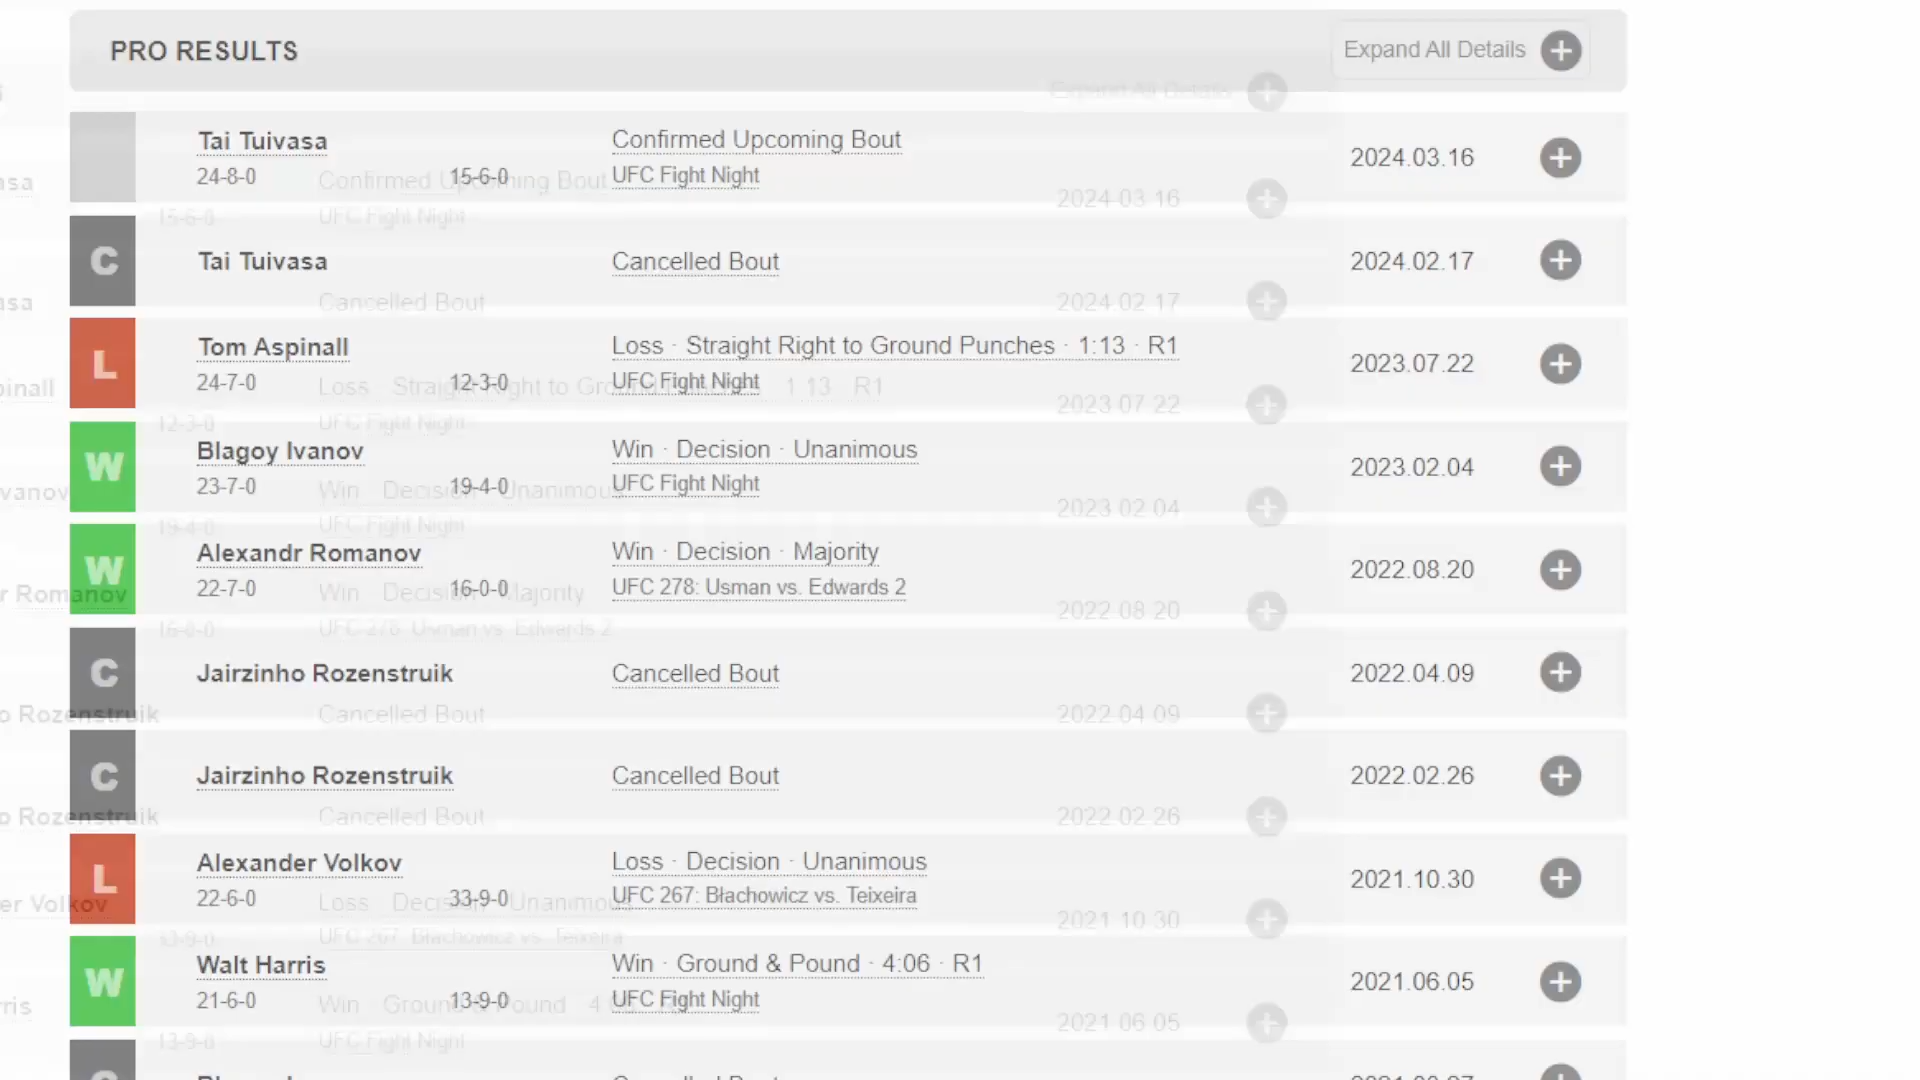 PRO RESULTS
Expand All Details
Tai Tuivasa Confirmed Upcoming Bout
2024.03.16
24-8-0 15-6-0 UFC Fight Night
C Tai Tuivasa Cancelled Bout 2024.02.17
Tom Aspinall Loss · Straight Right to Ground Punches · 1:13 · R1
L 2023.07.22
24-7-0 12-3-0 UFC Fight Night
Blagoy Ivanov Win · Decision · Unanimous
W 2023.02.04
23-7-0 19-4-0 UFC Fight Night
Alexandr Romanov Win · Decision · Majority
W 2022.08.20
22-7-0 16-0-0 UFC 278: Usman vs. Edwards 2
C Jairzinho Rozenstruik Cancelled Bout 2022.04.09
C Jairzinho Rozenstruik Cancelled Bout 2022.02.26
Alexander Volkov Loss · Decision · Unanimous
L 2021.10.30
22-6-0 33-9-0 UFC 267: Błachowicz vs. Teixeira
Walt Harris Win · Ground & Pound · 4:06 · R1
W 2021.06.05
21-6-0 13-9-0 UFC Fight Night